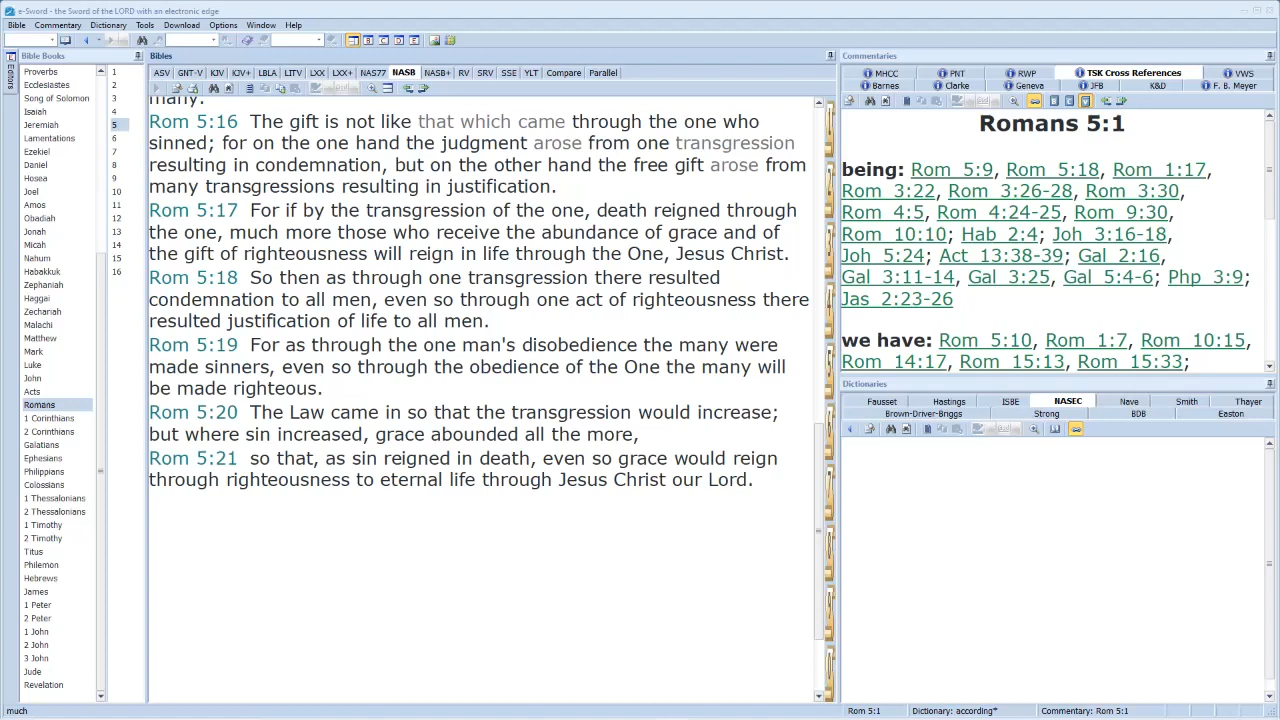 e-Sword - the Sword of the LORD with an electronic edge
Bible Commentary Dictionary Tools Download Options Window Help
Editors
Bible Books
Proverbs
Ecclesiastes
Song of Solomon
Isaiah
Jeremiah
Lamentations
Ezekiel
Daniel
Hosea
Joel
Amos
Obadiah
Jonah
Micah
Nahum
Habakkuk
Zephaniah
Haggai
Zechariah
Malachi
Matthew
Mark
Luke
John
Acts
Romans
1 Corinthians
2 Corinthians
Galatians
Ephesians
Philippians
Colossians
1 Thessalonians
2 Thessalonians
1 Timothy
2 Timothy
Titus
Philemon
Hebrews
James
1 Peter
2 Peter
1 John
2 John
3 John
Jude
Revelation
1
2
3
4
5
6
7
8
9
10
11
12
13
14
15
16
Bibles
ASV GNT-V KJV KJV+ LBLA LITV LXX LXX+ NAS77 NASB NASB+ RV SRV SSE YLT Compare Parallel
many.
Rom 5:16 The gift is not like that which came through the one who
sinned; for on the one hand the judgment arose from one transgression
resulting in condemnation, but on the other hand the free gift arose from
many transgressions resulting in justification.
Rom 5:17 For if by the transgression of the one, death reigned through
the one, much more those who receive the abundance of grace and of
the gift of righteousness will reign in life through the One, Jesus Christ.
Rom 5:18 So then as through one transgression there resulted
condemnation to all men, even so through one act of righteousness there
resulted justification of life to all men.
Rom 5:19 For as through the one man's disobedience the many were
made sinners, even so through the obedience of the One the many will
be made righteous.
Rom 5:20 The Law came in so that the transgression would increase;
but where sin increased, grace abounded all the more,
Rom 5:21 so that, as sin reigned in death, even so grace would reign
through righteousness to eternal life through Jesus Christ our Lord.
Commentaries
MHCC PNT RWP TSK Cross References VWS
Barnes Clarke Geneva JFB K&D F. B. Meyer
Romans 5:1
being: Rom 5:9, Rom 5:18, Rom 1:17,
Rom 3:22, Rom 3:26-28, Rom 3:30,
Rom 4:5, Rom 4:24-25, Rom 9:30,
Rom 10:10; Hab 2:4; Joh 3:16-18,
Joh 5:24; Act 13:38-39; Gal 2:16,
Gal 3:11-14, Gal 3:25, Gal 5:4-6; Php 3:9;
Jas 2:23-26
we have: Rom 5:10, Rom 1:7, Rom 10:15,
Rom 14:17, Rom 15:13, Rom 15:33;
Dictionaries
Fausset Hastings ISBE NASEC Nave Smith Thayer
Brown-Driver-Briggs Strong BDB Easton
much
Rom 5:1 Dictionary: according* Commentary: Rom 5:1